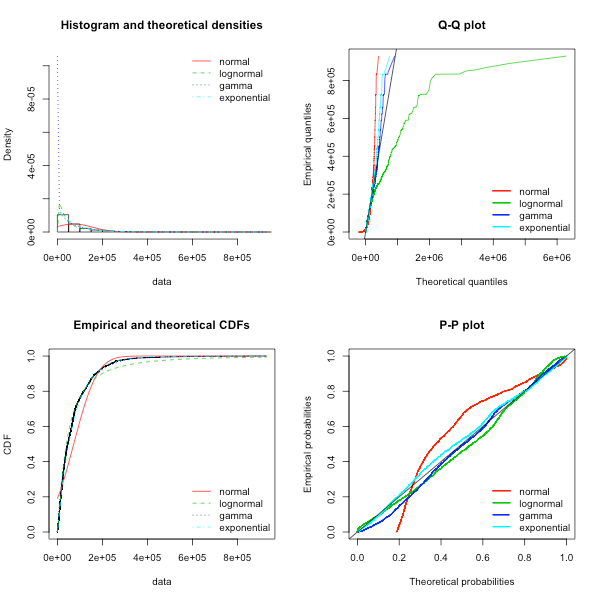 Histogram and theoretical densities
Density
0e+00 4e-05 8e-05
normal
lognormal
gamma
exponential
0e+00 2e+05 4e+05 6e+05 8e+05
data
Q-Q plot
Empirical quantiles
0e+00 2e+05 4e+05 6e+05 8e+05
normal
lognormal
gamma
exponential
0e+00 2e+06 4e+06 6e+06
Theoretical quantiles
Empirical and theoretical CDFs
CDF
0.0 0.2 0.4 0.6 0.8 1.0
normal
lognormal
gamma
exponential
0e+00 2e+05 4e+05 6e+05 8e+05
data
P-P plot
Empirical probabilities
0.0 0.2 0.4 0.6 0.8 1.0
normal
lognormal
gamma
exponential
0.0 0.2 0.4 0.6 0.8 1.0
Theoretical probabilities